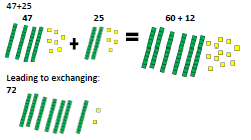 47+25
47 25 60 + 12
+ =
Leading to exchanging:
72